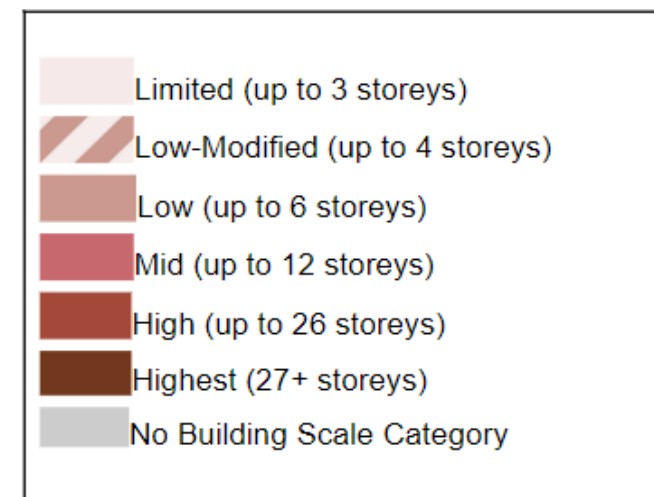 Limited (up to 3 storeys)
Low-Modified (up to 4 storeys)
Low (up to 6 storeys)
Mid (up to 12 storeys)
High (up to 26 storeys)
Highest (27+ storeys)
No Building Scale Category